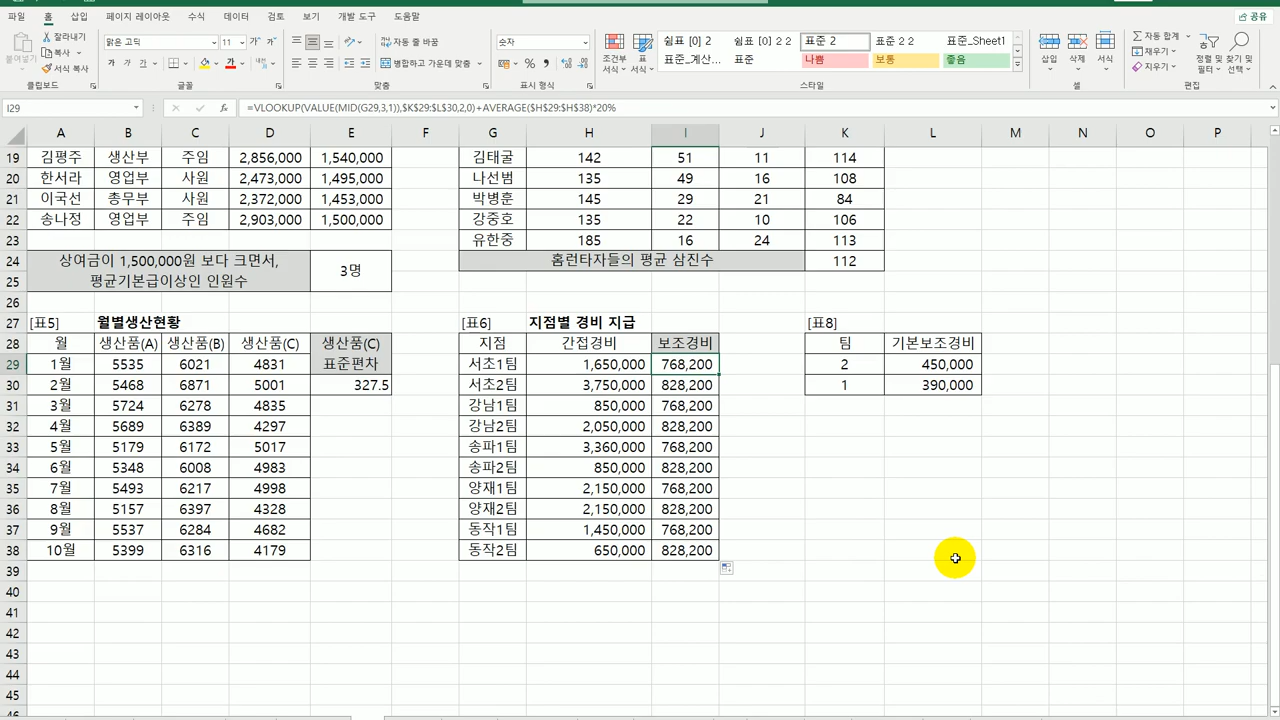 파일 홈 삽입 페이지 레이아웃 수식 데이터 검토 보기 개발 도구 도움말 공유
잘라내기 맑은 고딕 11 가 가 자동 줄 바꿈 숫자 쉼표 [0] 2 쉼표 [0] 2 2 표준 2 표준 2 2 표준_Sheet1 자동 합계
붙여넣기 복사 서식 복사 가 가 가 병합하고 가운데 맞춤 % 조건부 서식 표 서식 표준_계산... 표준 나쁨 보통 좋음 삽입 삭제 서식 채우기 지우기 정렬 및 필터
클립보드 글꼴 맞춤 표시 형식 스타일 셀 편
I29 fx =VLOOKUP(VALUE(MID(G29,3,1)),$K$29:$L$30,2,0)+AVERAGE($H$29:$H$38)*20%
A B C D E F G H I J K L M N O P
19 김평주 생산부 주임 2,856,000 1,540,000 김태굴 142 51 11 114
20 한서라 영업부 사원 2,473,000 1,495,000 나선범 135 49 16 108
21 이국선 총무부 사원 2,372,000 1,453,000 박병훈 145 29 21 84
22 송나정 영업부 주임 2,903,000 1,500,000 강중호 135 22 10 106
23 유한중 185 16 24 113
24 상여금이 1,500,000원 보다 크면서, 3명 홈런타자들의 평균 삼진수 112
25 평균기본급이상인 인원수
26
27 [표5] 월별생산현황 [표6] 지점별 경비 지급 [표8]
28 월 생산품(A) 생산품(B) 생산품(C) 생산품(C) 지점 간접경비 보조경비 팀 기본보조경비
29 1월 5535 6021 4831 표준편차 서초1팀 1,650,000 768,200 2 450,000
30 2월 5468 6871 5001 327.5 서초2팀 3,750,000 828,200 1 390,000
31 3월 5724 6278 4835 강남1팀 850,000 768,200
32 4월 5689 6389 4297 강남2팀 2,050,000 828,200
33 5월 5179 6172 5017 송파1팀 3,360,000 768,200
34 6월 5348 6008 4983 송파2팀 850,000 828,200
35 7월 5493 6217 4998 양재1팀 2,150,000 768,200
36 8월 5157 6397 4328 양재2팀 2,150,000 828,200
37 9월 5537 6284 4682 동작1팀 1,450,000 768,200
38 10월 5399 6316 4179 동작2팀 650,000 828,200
39
40
41
42
43
44
45
46